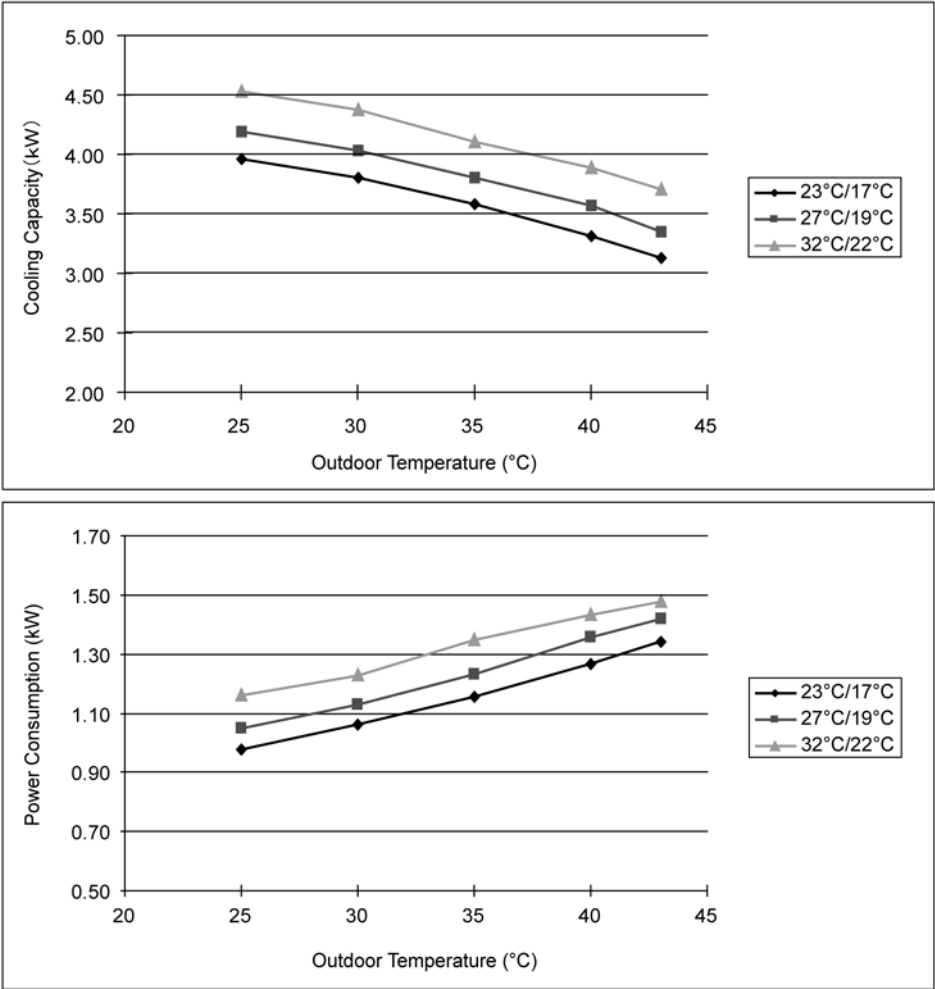 5.00
4.50
4.00
3.50
3.00
2.50
2.00
Cooling Capacity(kW)
20 25 30 35 40 45
Outdoor Temperature (°C)
23°C/17°C
27°C/19°C
32°C/22°C
1.70
1.50
1.30
1.10
0.90
0.70
0.50
Power Consumption (kW)
20 25 30 35 40 45
Outdoor Temperature (°C)
23°C/17°C
27°C/19°C
32°C/22°C